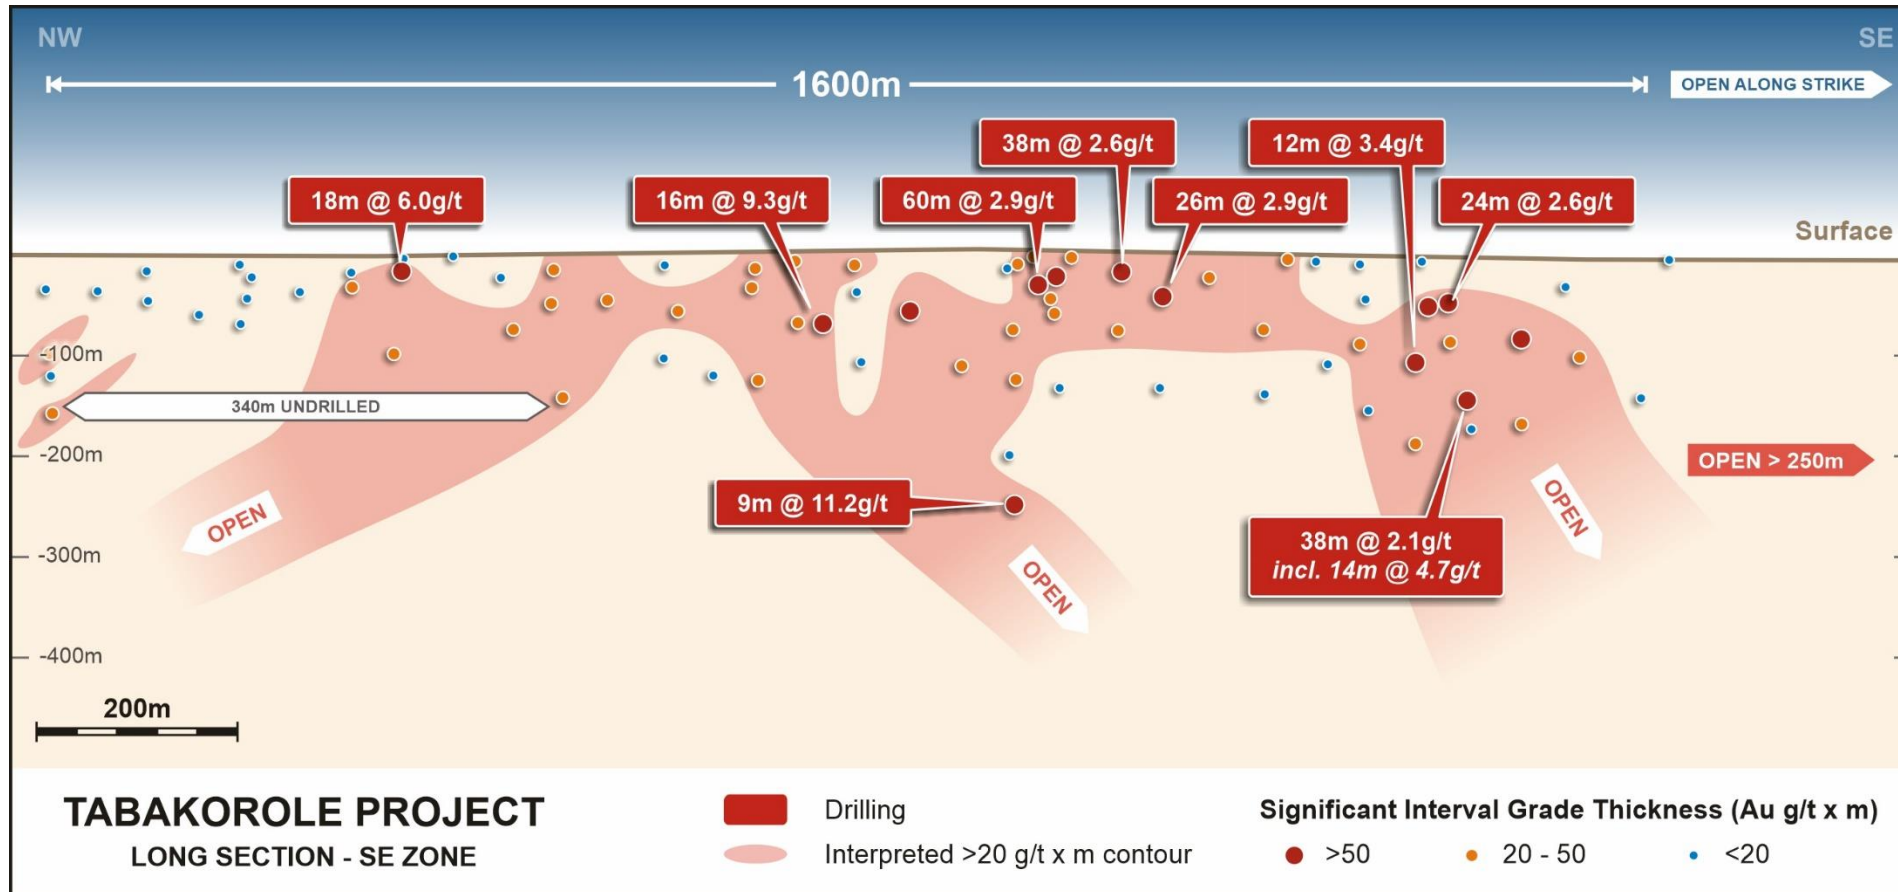 NW
SE
1600m
OPEN ALONG STRIKE
38m @ 2.6g/t
12m @ 3.4g/t
18m @ 6.0g/t
16m @ 9.3g/t
60m @ 2.9g/t
26m @ 2.9g/t
24m @ 2.6g/t
Surface
-100m
340m UNDRILLED
-200m
OPEN > 250m
9m @ 11.2g/t
OPEN
OPEN
OPEN
38m @ 2.1g/t
incl. 14m @ 4.7g/t
-300m
-400m
200m
TABAKOROLE PROJECT
LONG SECTION - SE ZONE
Drilling
Interpreted >20 g/t x m contour
Significant Interval Grade Thickness (Au g/t x m)
>50
20 - 50
<20